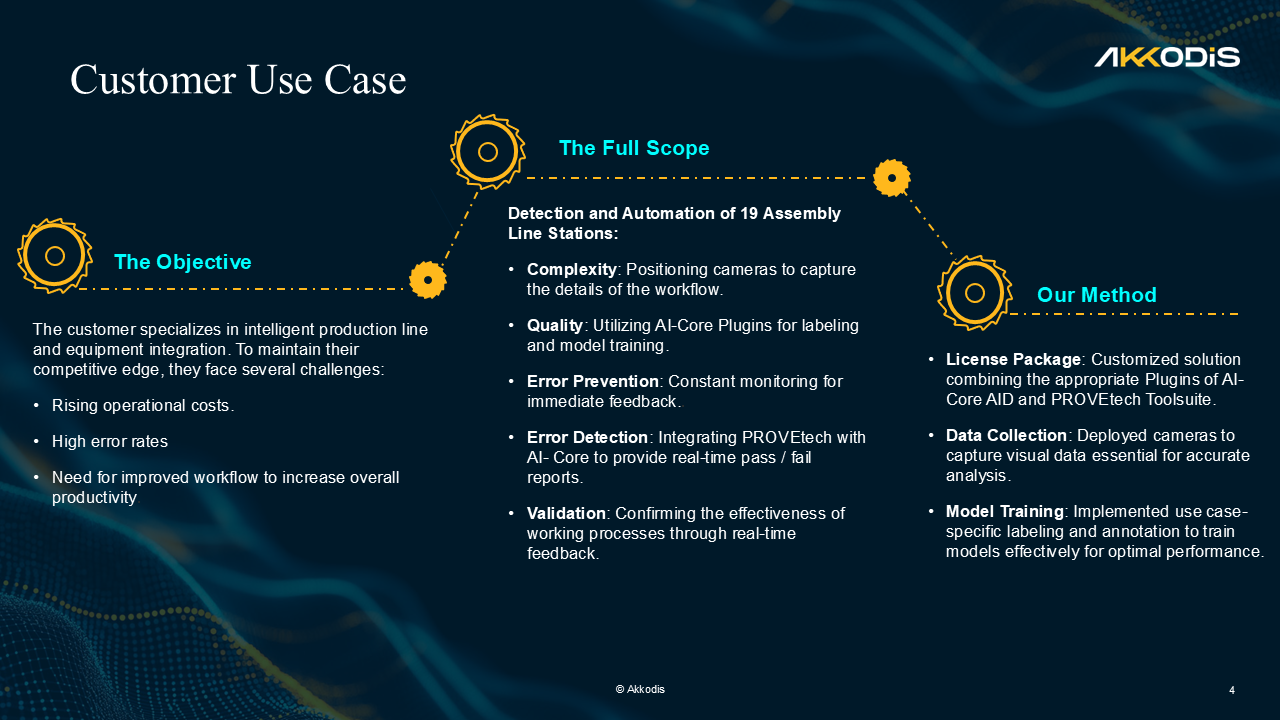 Customer Use Case
AKKODIS
The Objective
The customer specializes in intelligent production line
and equipment integration. To maintain their
competitive edge, they face several challenges:
• Rising operational costs.
• High error rates
• Need for improved workflow to increase overall
productivity
The Full Scope
Detection and Automation of 19 Assembly
Line Stations:
• Complexity: Positioning cameras to capture
the details of the workflow.
• Quality: Utilizing AI-Core Plugins for labeling
and model training.
• Error Prevention: Constant monitoring for
immediate feedback.
• Error Detection: Integrating PROVEtech with
AI- Core to provide real-time pass / fail
reports.
• Validation: Confirming the effectiveness of
working processes through real-time
feedback.
Our Method
• License Package: Customized solution
combining the appropriate Plugins of AI-
Core AID and PROVEtech Toolsuite.
• Data Collection: Deployed cameras to
capture visual data essential for accurate
analysis.
• Model Training: Implemented use case-
specific labeling and annotation to train
models effectively for optimal performance.
© Akkodis
4